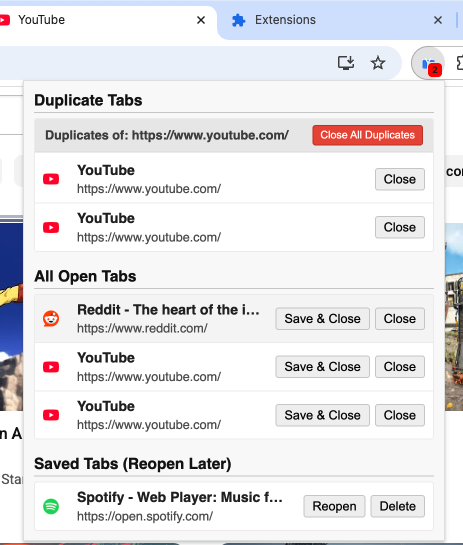 YouTube
Extensions
2
Duplicate Tabs
Duplicates of: https://www.youtube.com/
Close All Duplicates
YouTube
https://www.youtube.com/
Close
YouTube
https://www.youtube.com/
Close
All Open Tabs
Reddit - The heart of the i...
https://www.reddit.com/
Save & Close
Close
YouTube
https://www.youtube.com/
Save & Close
Close
YouTube
https://www.youtube.com/
Save & Close
Close
Saved Tabs (Reopen Later)
Spotify - Web Player: Music f...
https://open.spotify.com/
Reopen
Delete